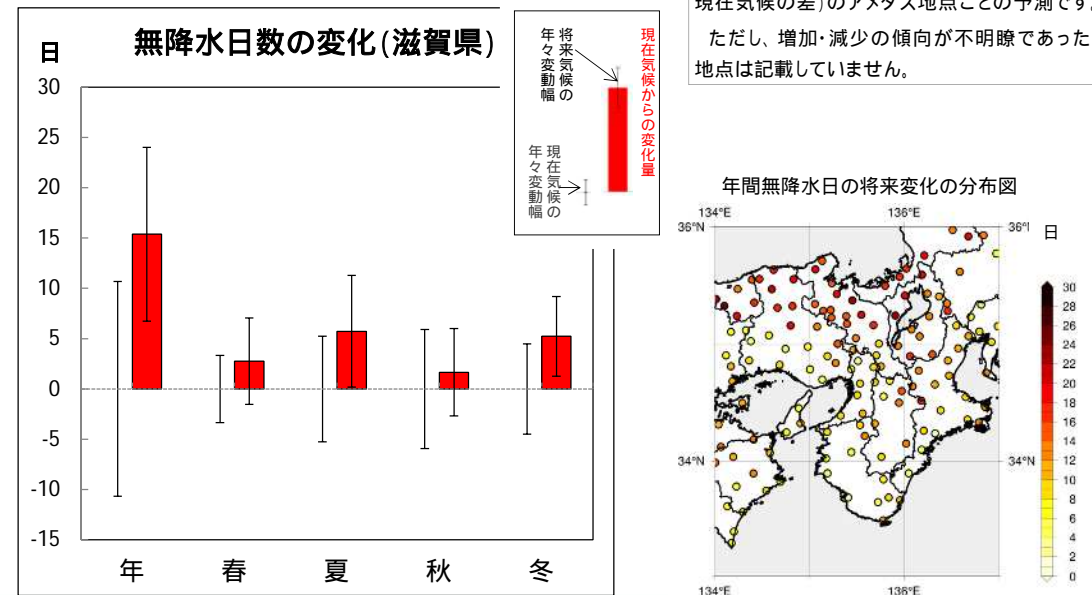 現在気候の差)のアメダス地点ごとの予測です。
ただし、増加・減少の傾向が不明瞭であった
地点は記載していません。
無降水日数の変化(滋賀県)
日
30
25
20
15
10
5
0
-5
-10
-15
年
春
夏
秋
冬
将来気候の
年々変動幅
現在気候の
年々変動幅
現在気候からの変化量
年間無降水日の将来変化の分布図
134°E
136°E
36°N
36°
34°N
34°N
134°E
136°E
日
30
28
26
24
22
20
18
16
14
12
10
8
6
4
2
0